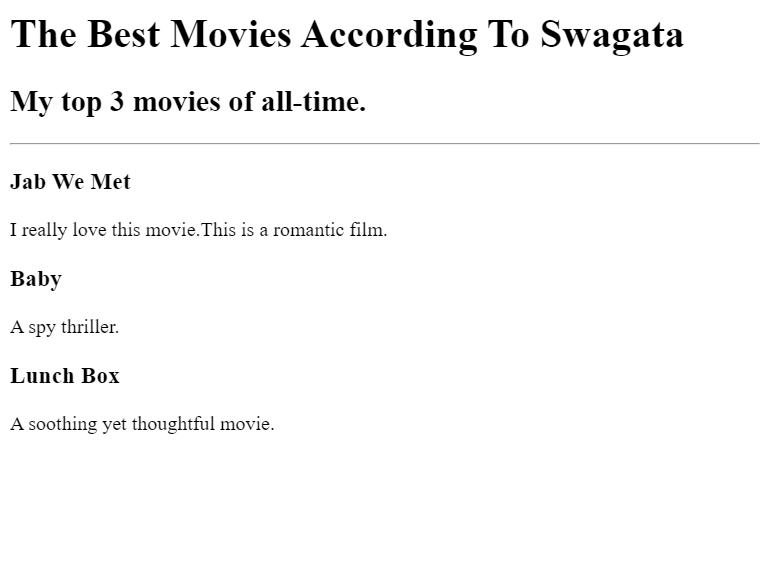 The Best Movies According To Swagata
My top 3 movies of all-time.
Jab We Met
I really love this movie.This is a romantic film.
Baby
A spy thriller.
Lunch Box
A soothing yet thoughtful movie.